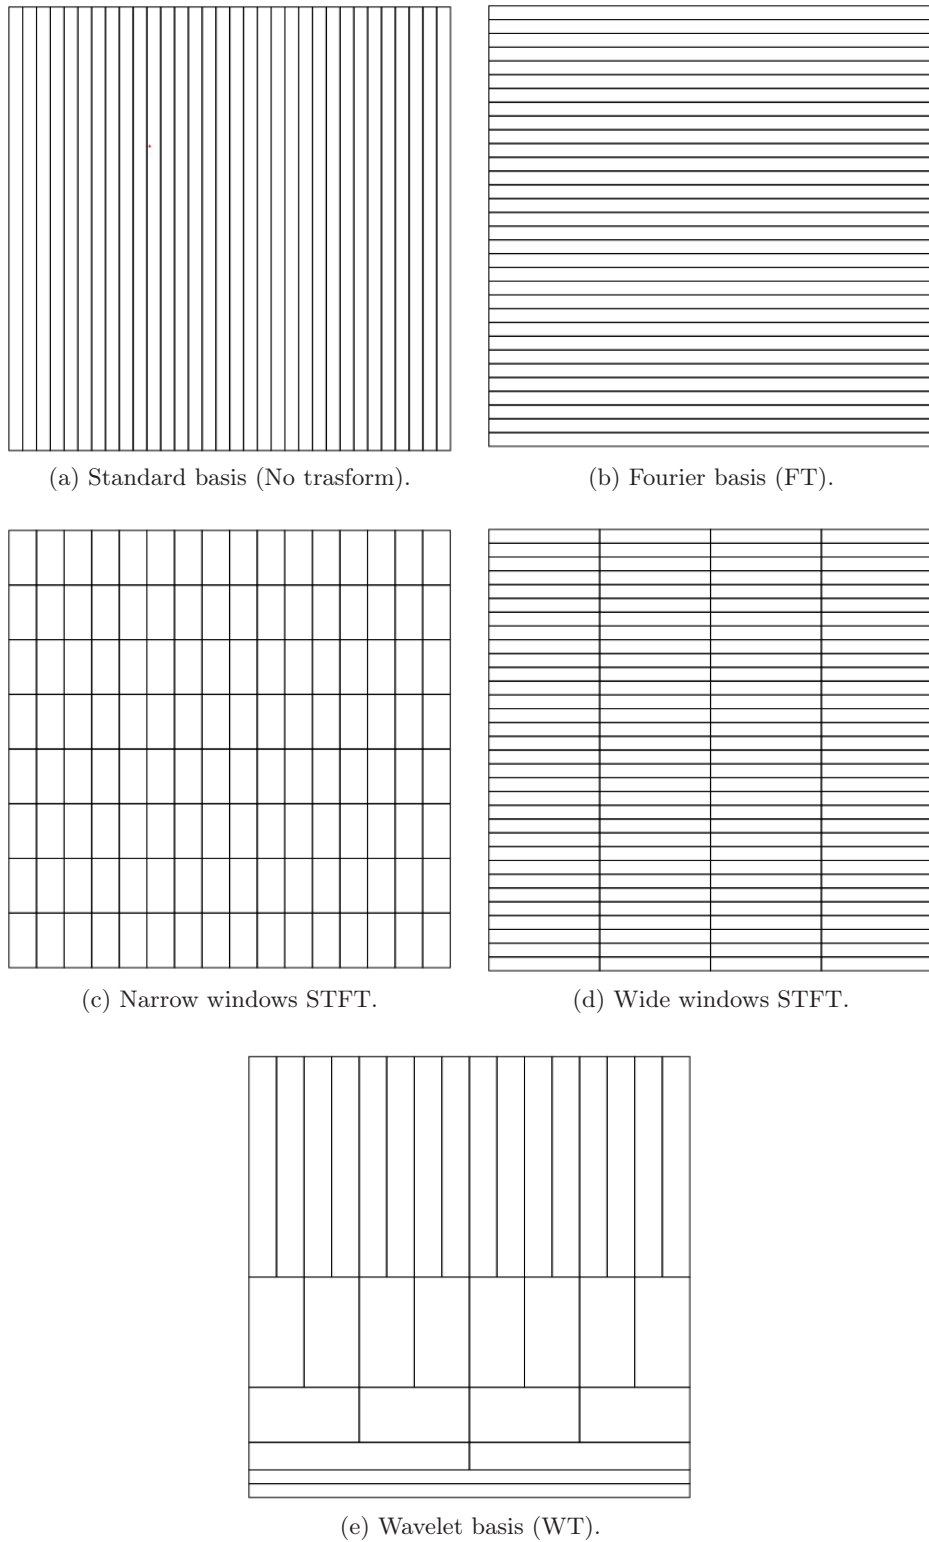 (a) Standard basis (No trasform).
(b) Fourier basis (FT).
(c) Narrow windows STFT.
(d) Wide windows STFT.
(e) Wavelet basis (WT).